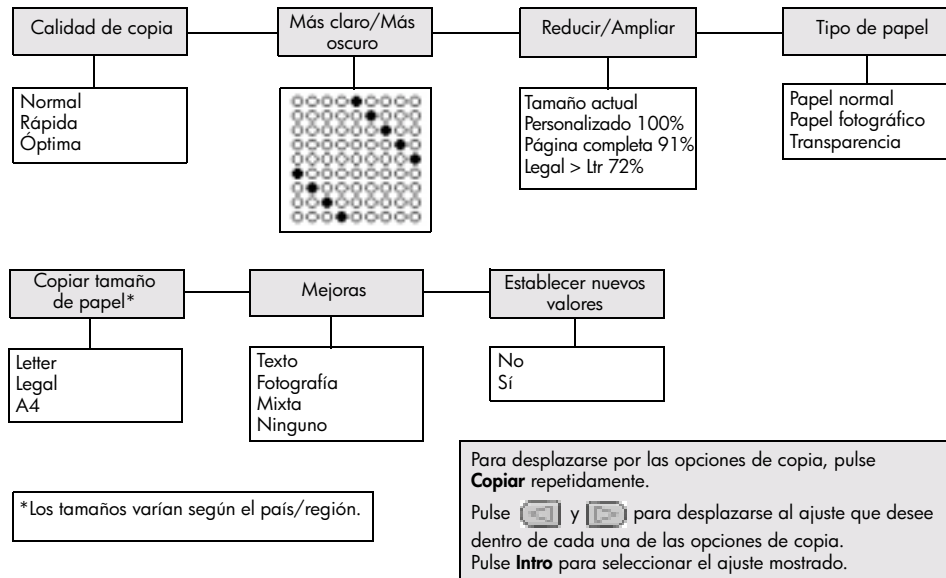 Calidad de copia
Más claro/Más
oscuro
Reducir/Ampliar
Tipo de papel
Normal
Rápida
Óptima
Tamaño actual
Personalizado 100%
Página completa 91%
Legal > Ltr 72%
Papel normal
Papel fotográfico
Transparencia
Copiar tamaño
de papel*
Mejoras
Establecer nuevos
valores
Letter
Legal
A4
Texto
Fotografía
Mixta
Ninguno
No
Sí
*Los tamaños varían según el país/región.
Para desplazarse por las opciones de copia, pulse
Copiar repetidamente.
Pulse y para desplazarse al ajuste que desee
dentro de cada una de las opciones de copia.
Pulse Intro para seleccionar el ajuste mostrado.